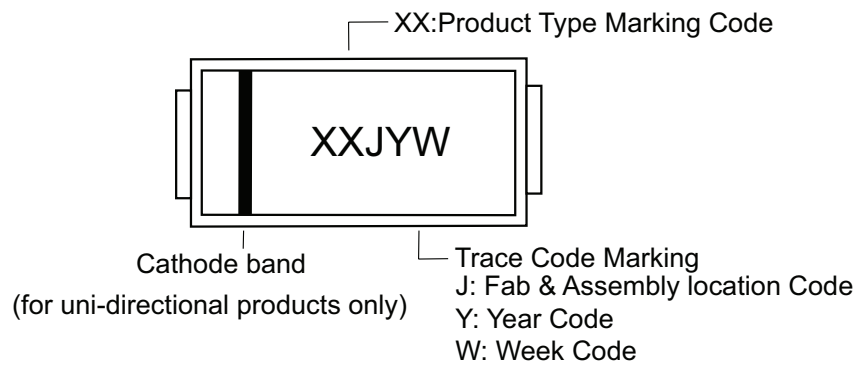 XX:Product Type Marking Code
XXJYW
Cathode band
(for uni-directional products only)
Trace Code Marking
J: Fab & Assembly location Code
Y: Year Code
W: Week Code